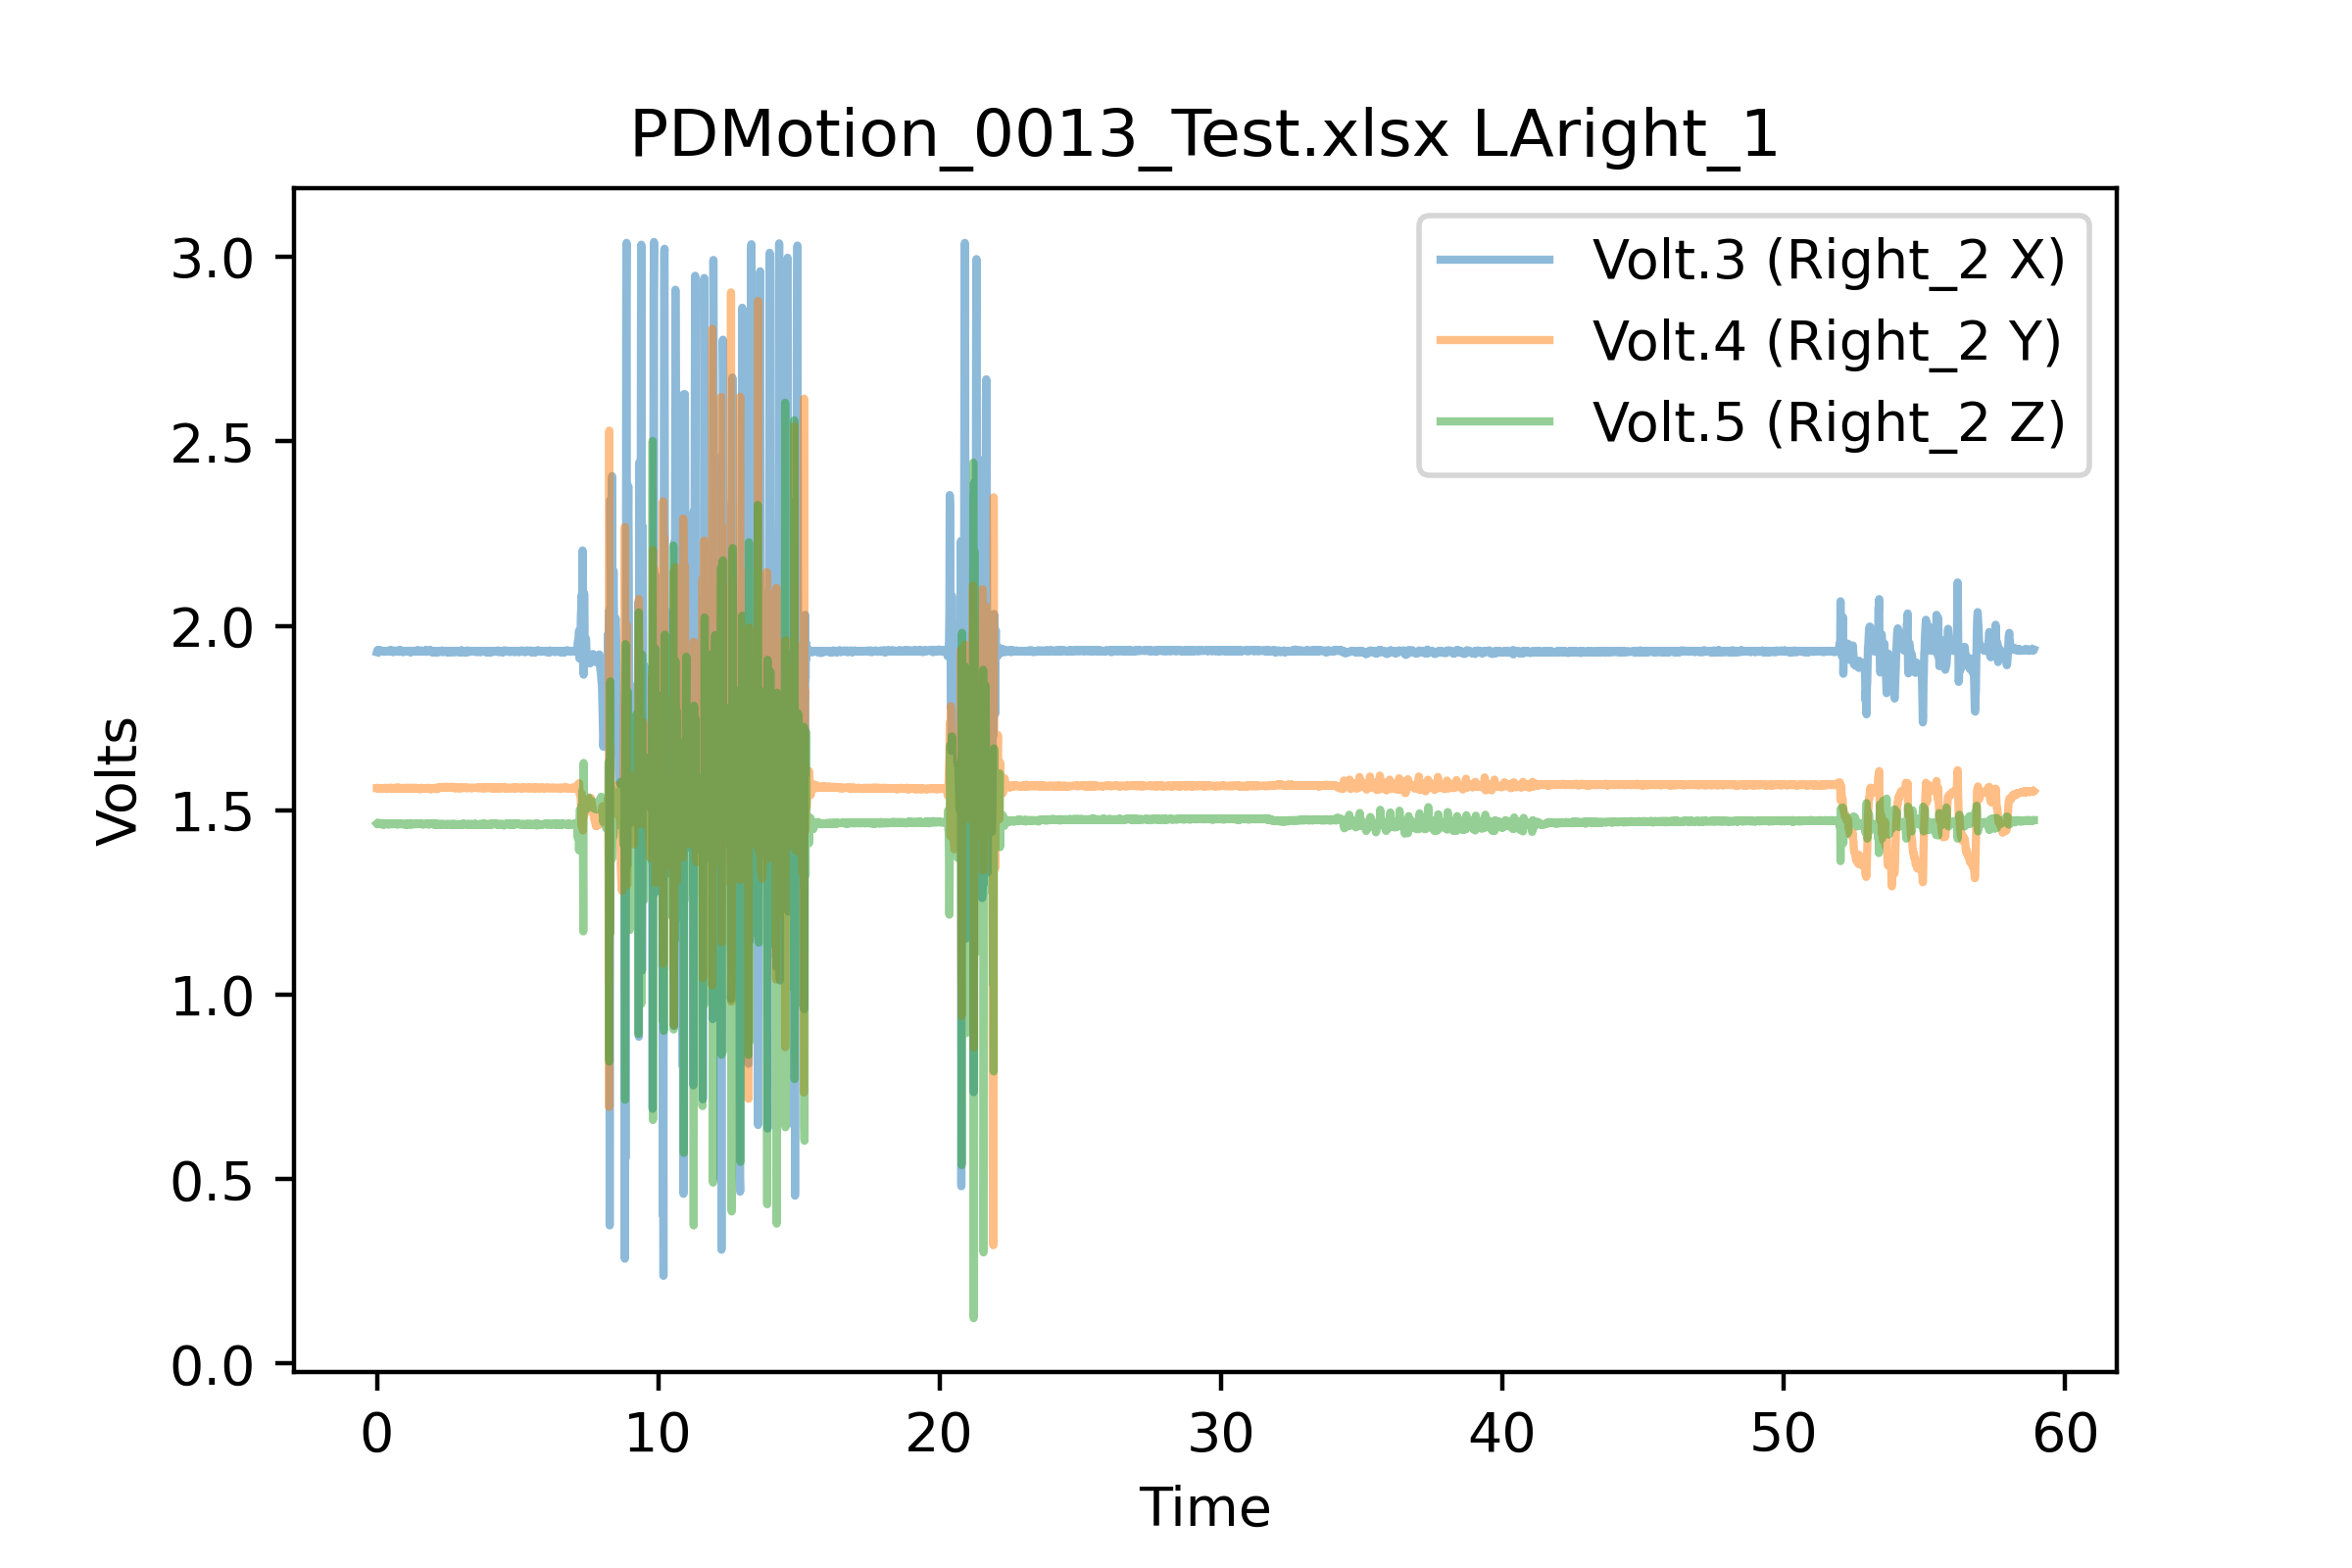 PDMotion_0013_Test.xlsx LAright_1
Volt.3 (Right_2 X)
Volt.4 (Right_2 Y)
Volt.5 (Right_2 Z)
Volts
3.0
2.5
2.0
1.5
1.0
0.5
0.0
0 10 20 30 40 50 60
Time